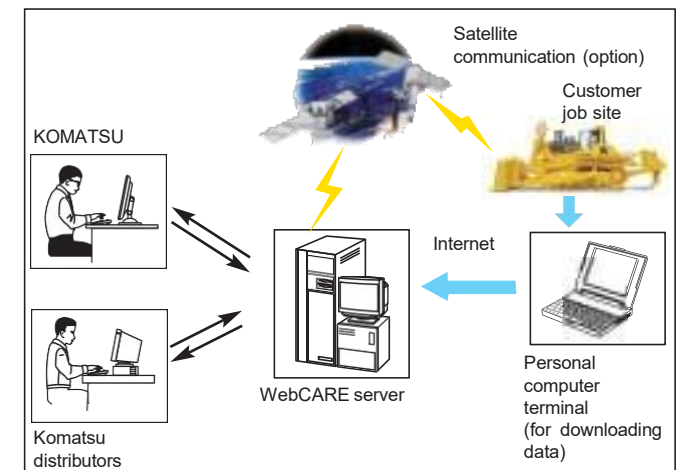 Satellite
communication (option)
Customer
job site
KOMATSU
Internet
WebCARE server
Personal
computer
terminal
(for downloading
data)
Komatsu
distributors